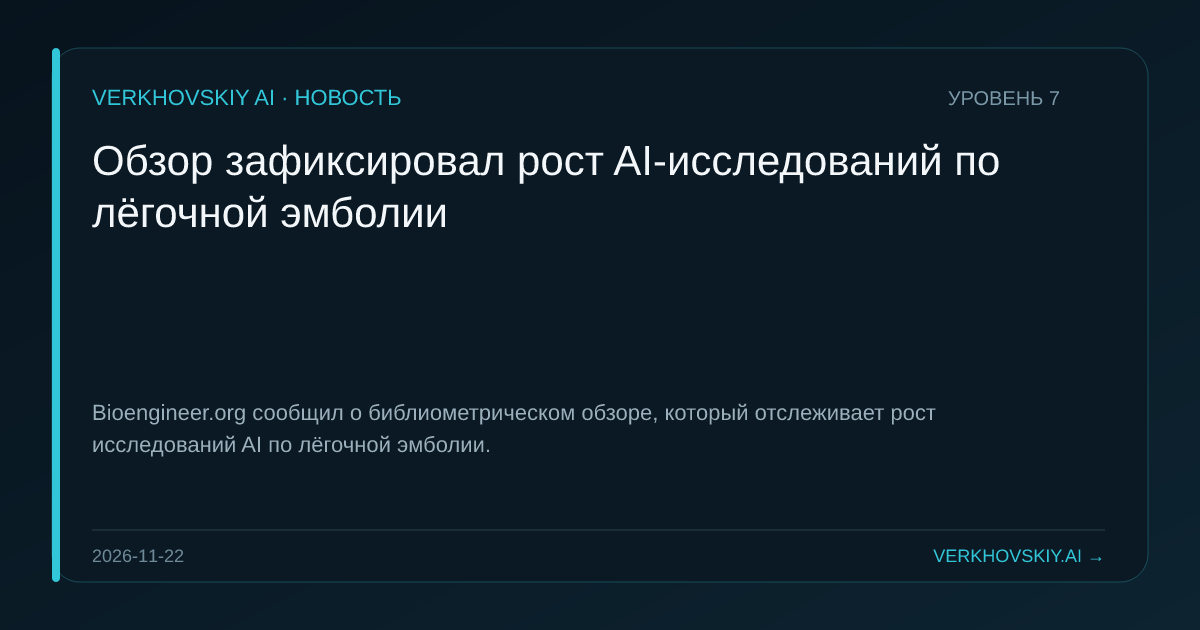 VERKHOVSKIY AI · НОВОСТЬ
УРОВЕНЬ 7
Обзор зафиксировал рост AI-исследований по
лёгочной эмболии
Bioengineer.org сообщил о библиометрическом обзоре, который отслеживает рост
исследований AI по лёгочной эмболии.
2026-11-22
VERKHOVSKIY.AI →